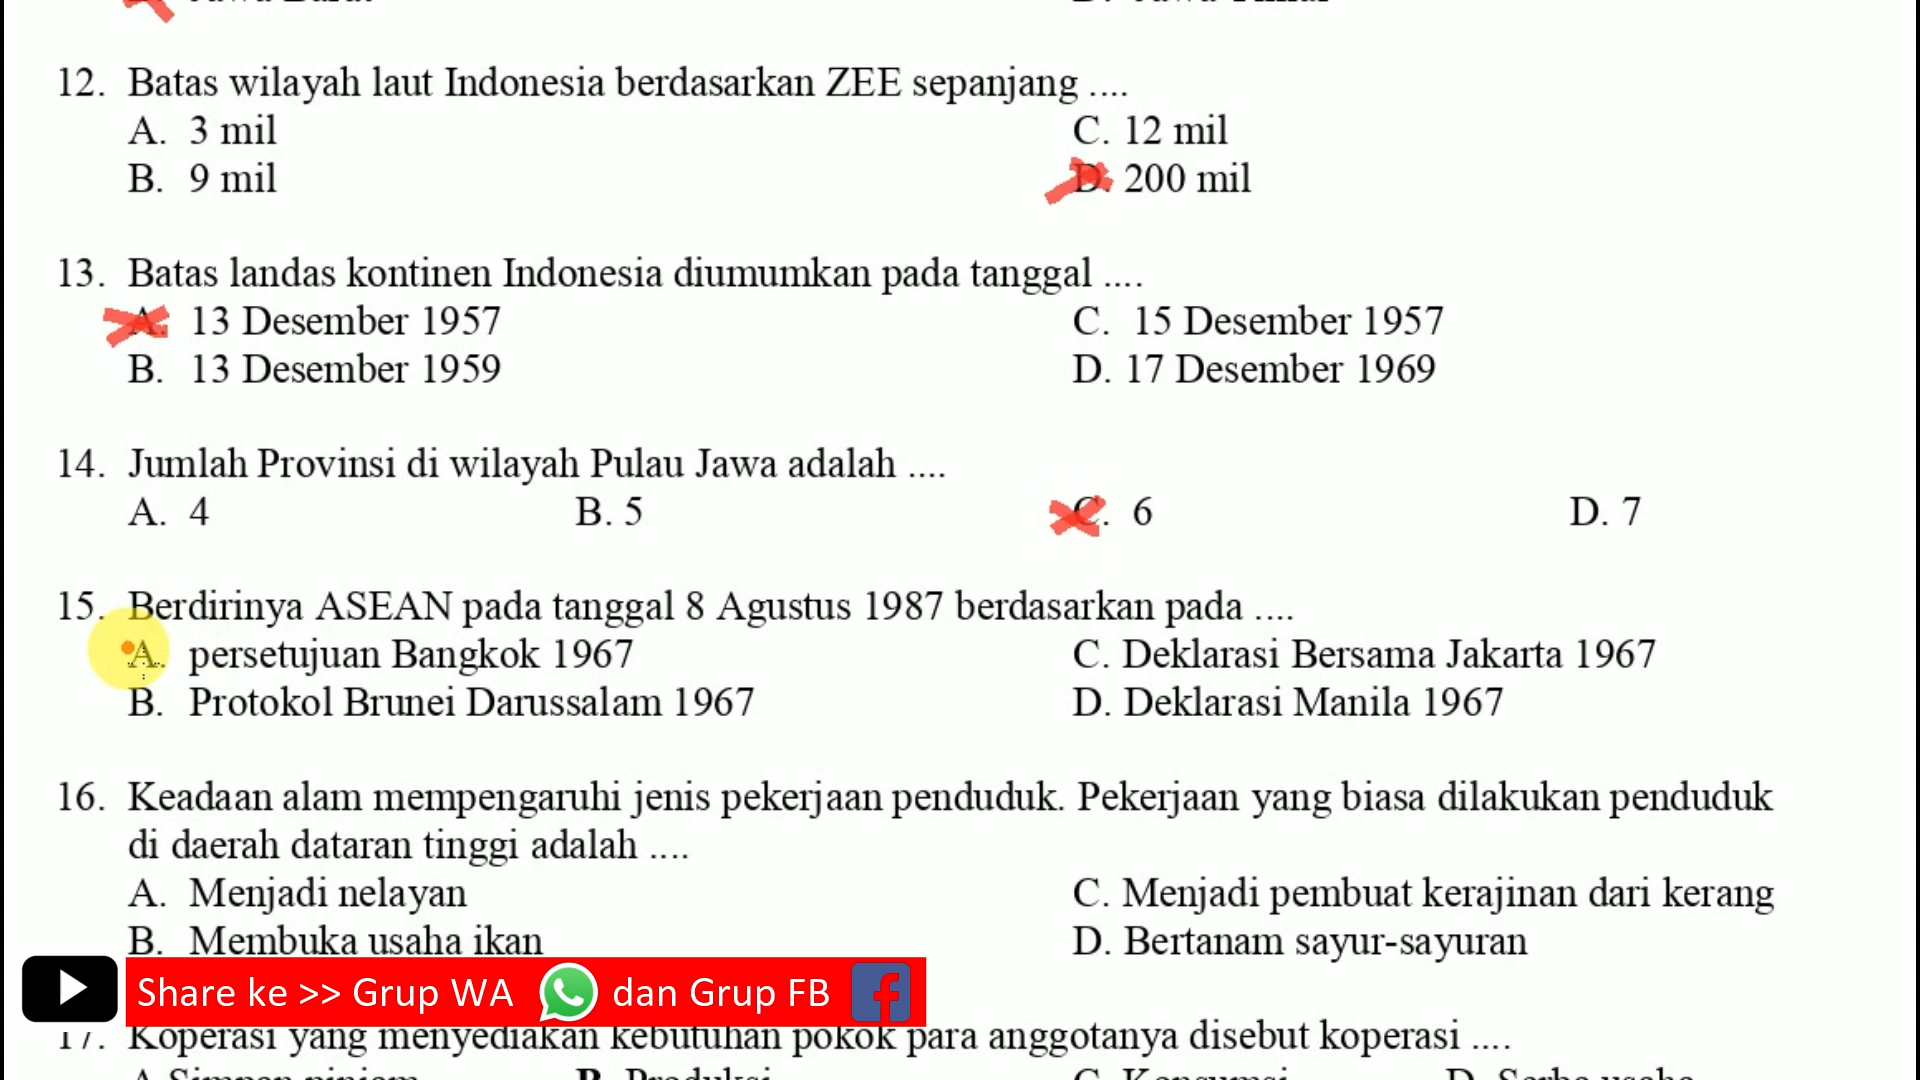 12. Batas wilayah laut Indonesia berdasarkan ZEE sepanjang ....
A. 3 mil C. 12 mil
B. 9 mil D. 200 mil
13. Batas landas kontinen Indonesia diumumkan pada tanggal ....
A. 13 Desember 1957 C. 15 Desember 1957
B. 13 Desember 1959 D. 17 Desember 1969
14. Jumlah Provinsi di wilayah Pulau Jawa adalah ....
A. 4 B. 5 C. 6 D. 7
15. Berdirinya ASEAN pada tanggal 8 Agustus 1987 berdasarkan pada ....
A. persetujuan Bangkok 1967 C. Deklarasi Bersama Jakarta 1967
B. Protokol Brunei Darussalam 1967 D. Deklarasi Manila 1967
16. Keadaan alam mempengaruhi jenis pekerjaan penduduk. Pekerjaan yang biasa dilakukan penduduk
di daerah dataran tinggi adalah ....
A. Menjadi nelayan C. Menjadi pembuat kerajinan dari kerang
B. Membuka usaha ikan D. Bertanam sayur-sayuran
Share ke >> Grup WA dan Grup FB
17. Koperasi yang menyediakan kebutuhan pokok para anggotanya disebut koperasi ....